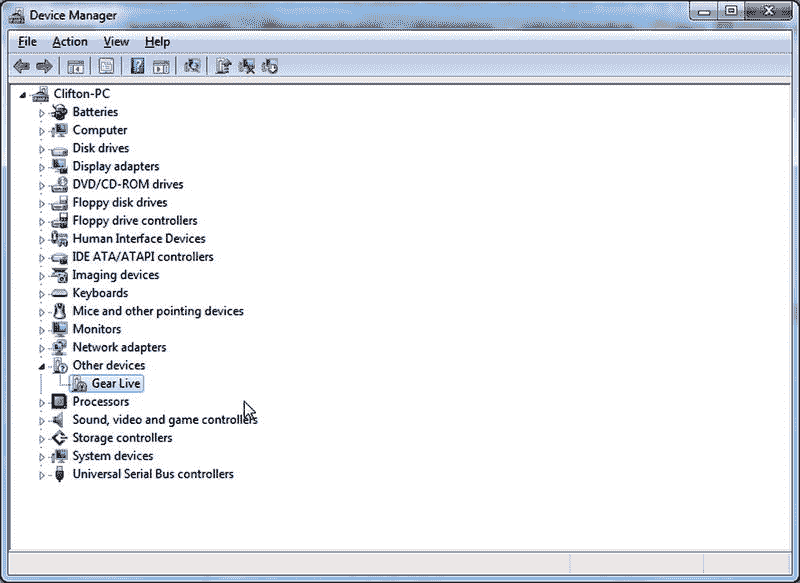 Device Manager
File Action View Help
Clifton-PC
Batteries
Computer
Disk drives
Display adapters
DVD/CD-ROM drives
Floppy disk drives
Floppy drive controllers
Human Interface Devices
IDE ATA/ATAPI controllers
Imaging devices
Keyboards
Mice and other pointing devices
Monitors
Network adapters
Other devices
Gear Live
Processors
Sound, video and game controllers
Storage controllers
System devices
Universal Serial Bus controllers